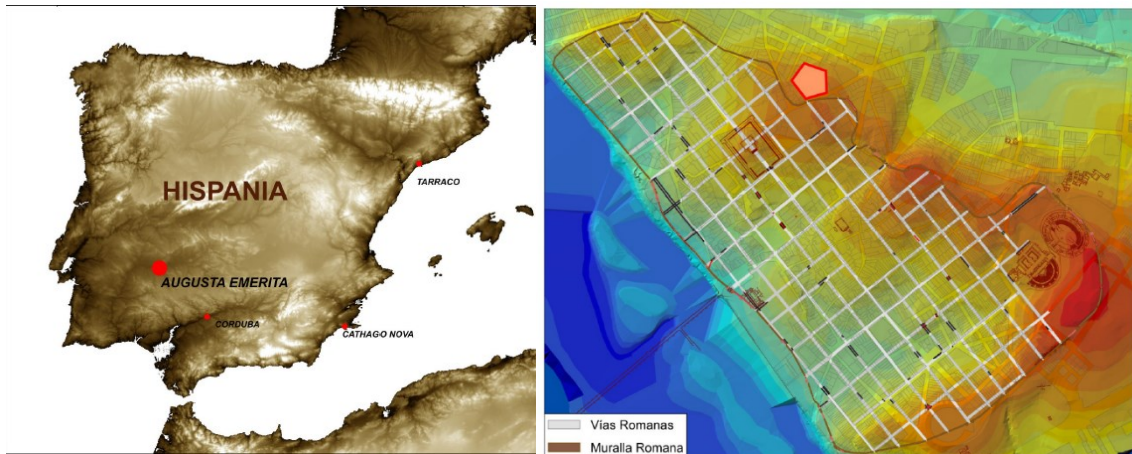 HISPANIA
TARRACO
AUGUSTA EMERITA
CORDUBA
CATHAGO NOVA
Vías Romanas
Muralla Romana